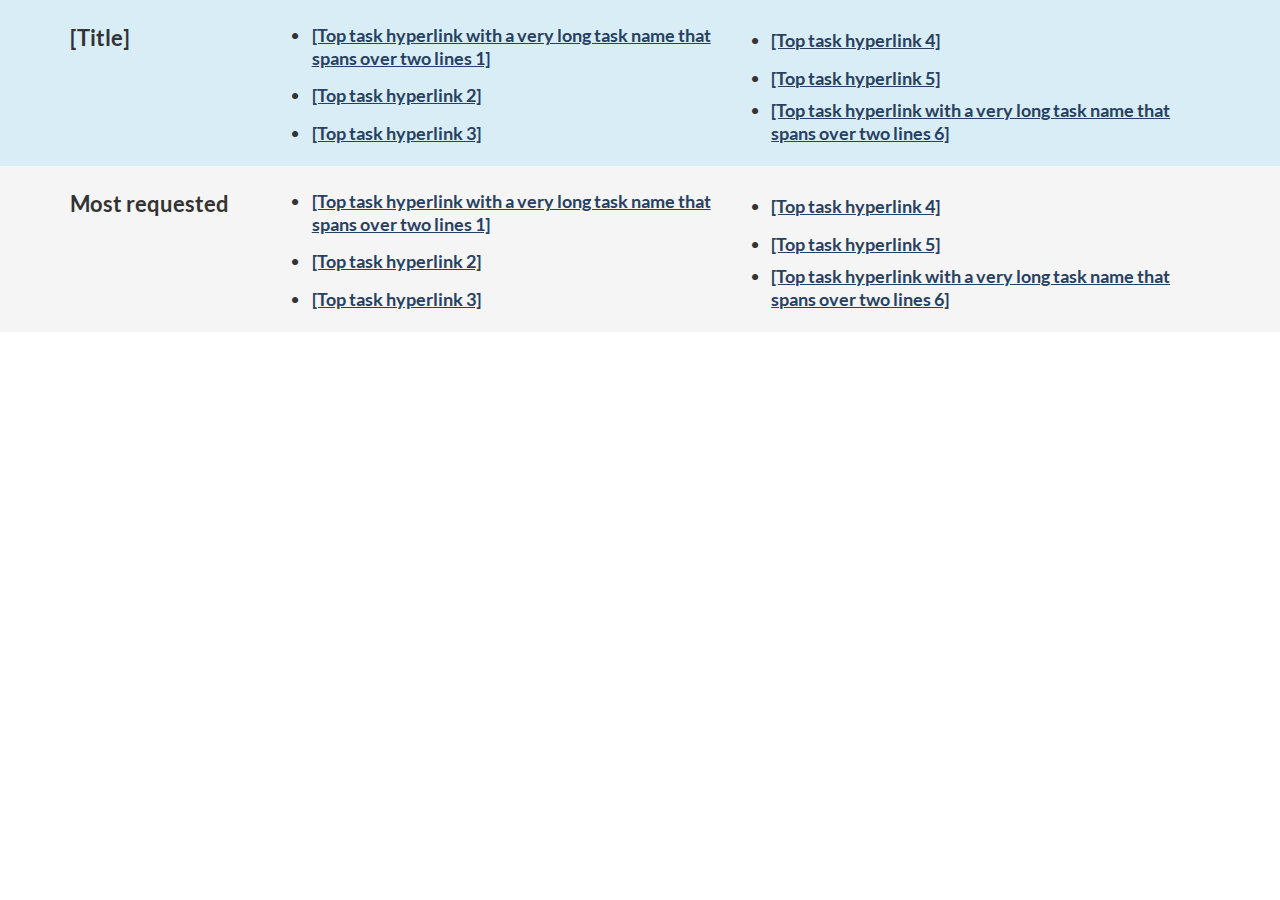 [Title]
[Top task hyperlink with a very long task name that
spans over two lines 1]
[Top task hyperlink 2]
[Top task hyperlink 3]
[Top task hyperlink 4]
[Top task hyperlink 5]
[Top task hyperlink with a very long task name that
spans over two lines 6]
Most requested
[Top task hyperlink with a very long task name that
spans over two lines 1]
[Top task hyperlink 2]
[Top task hyperlink 3]
[Top task hyperlink 4]
[Top task hyperlink 5]
[Top task hyperlink with a very long task name that
spans over two lines 6]